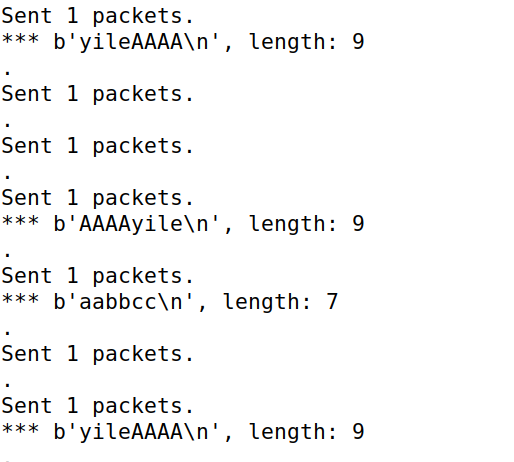 Sent 1 packets.
*** b'yileAAAA\n', length: 9
.
Sent 1 packets.
.
Sent 1 packets.
.
Sent 1 packets.
*** b'AAAAyile\n', length: 9
.
Sent 1 packets.
*** b'aabbcc\n', length: 7
.
Sent 1 packets.
.
Sent 1 packets.
*** b'yileAAAA\n', length: 9
.